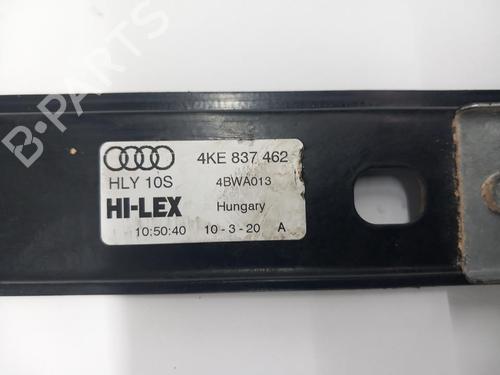 B-PARTS
4KE 837 462
HLY 10S 4BWA013
HI-LEX Hungary
10:50:40 10-3-20 A